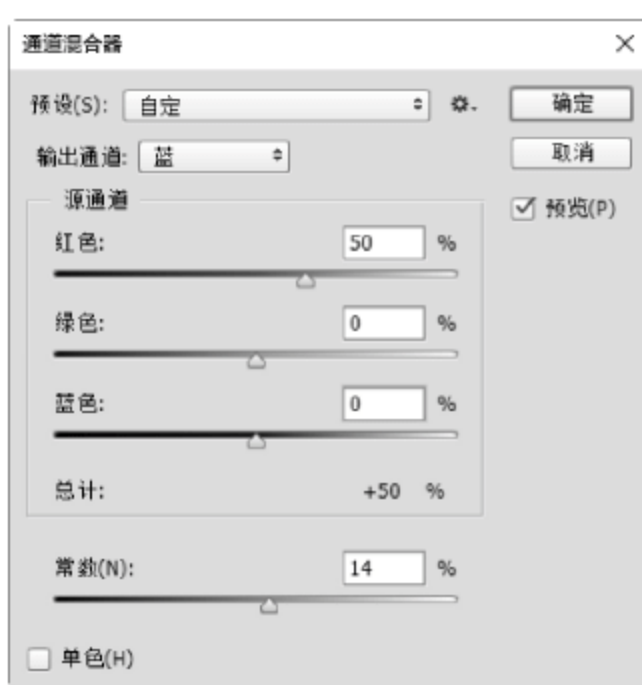 通道混合器
预设(S): 自定
确定
输出通道: 蓝
取消
源通道
预览(P)
红色: 50 %
绿色: 0 %
蓝色: 0 %
总计: +50 %
常数(N): 14 %
单色(H)